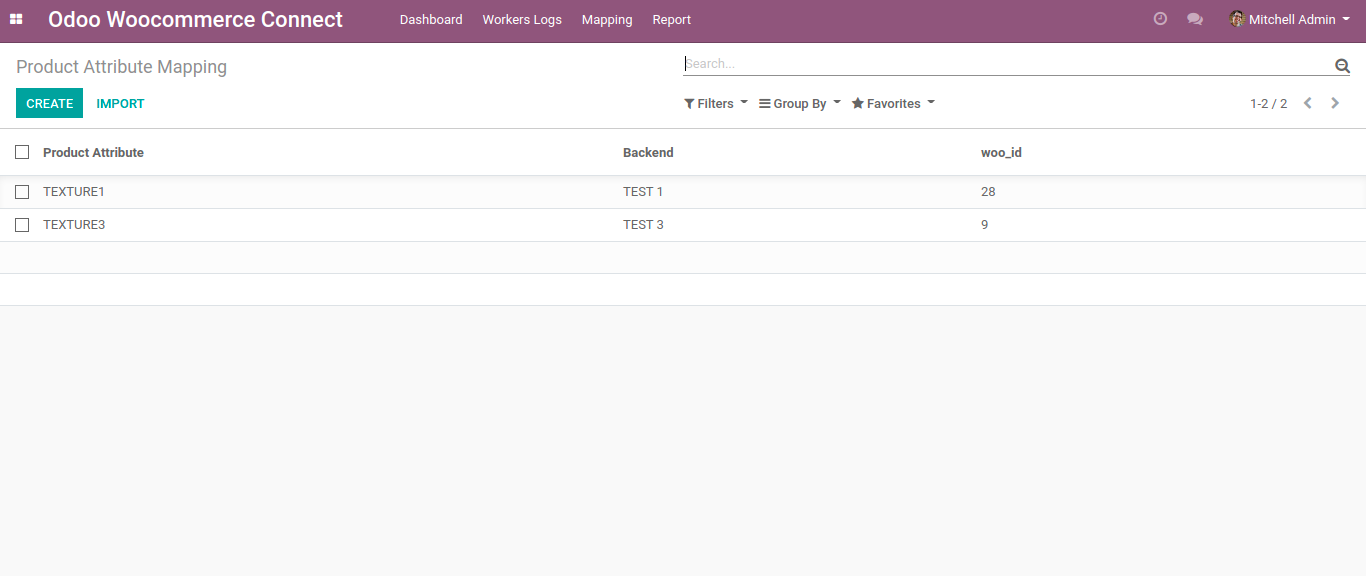 Odoo Woocommerce Connect Dashboard Workers Logs Mapping Report Mitchell Admin
Product Attribute Mapping Search...
CREATE IMPORT Filters Group By Favorites 1-2 / 2
Product Attribute Backend woo_id
TEXTURE1 TEST 1 28
TEXTURE3 TEST 3 9